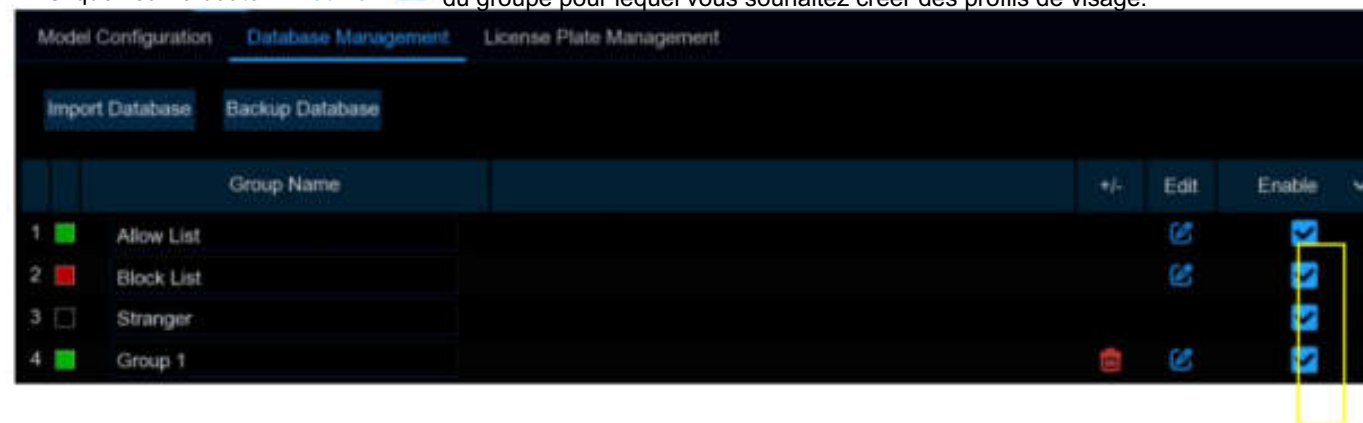 du groupe pour lequel vous souhaitez créer des profils de visage.
Model Configuration Database Management License Plate Management
Import Database Backup Database
Group Name +/- Edit Enable
1 Allow List
2 Block List
3 Stranger
4 Group 1